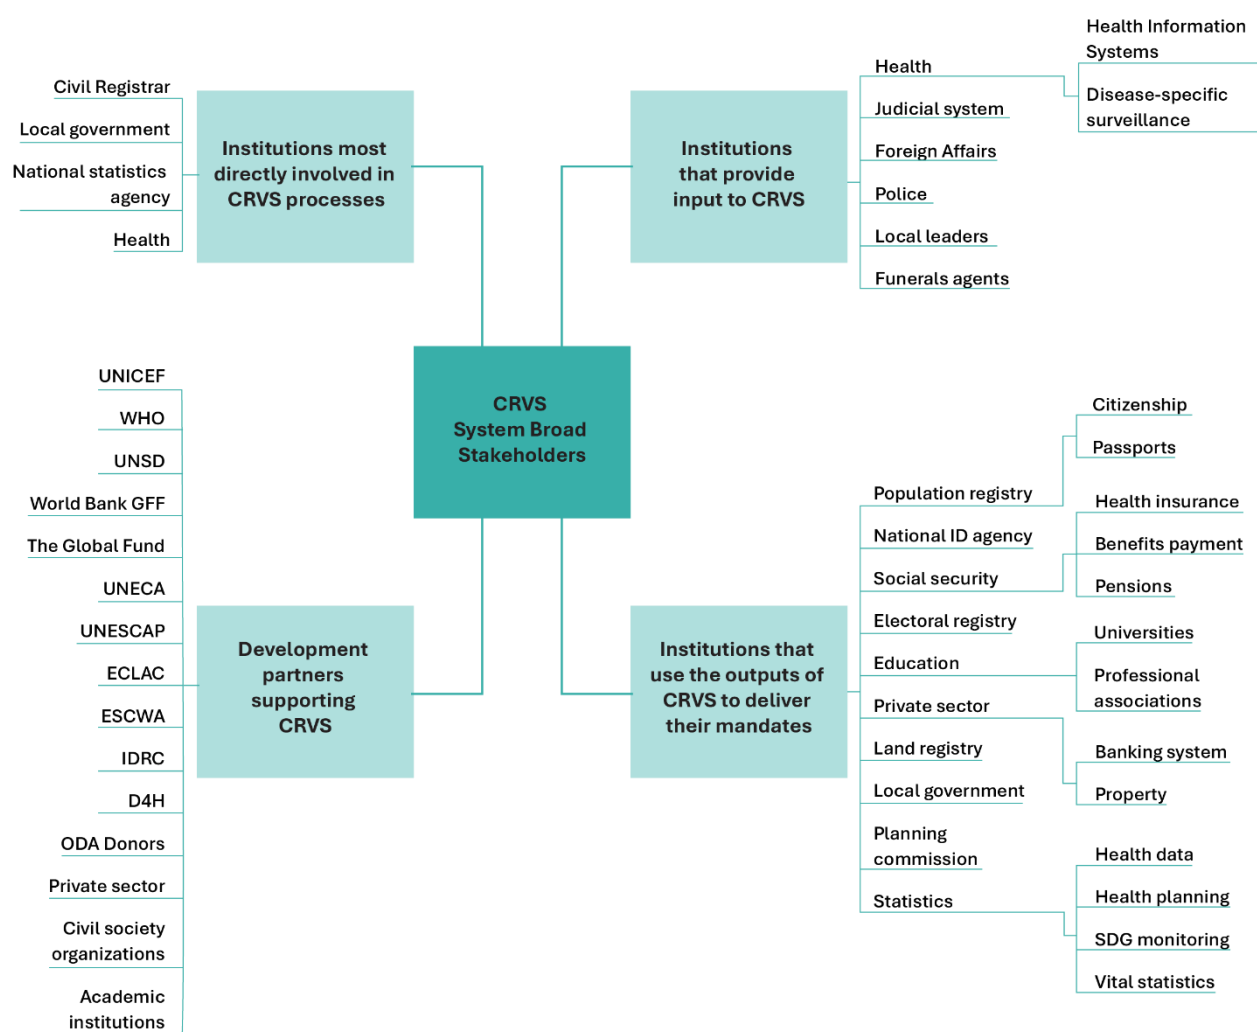 Civil Registrar
Local government
National statistics
agency
Health
Institutions most
directly involved in
CRVS processes
Institutions
that provide
input to CRVS
Health
Judicial system
Foreign Affairs
Police
Local leaders
Funerals agents
Health Information
Systems
Disease-specific
surveillance
CRVS
System Broad
Stakeholders
UNICEF
WHO
UNSD
World Bank GFF
The Global Fund
UNECA
UNESCAP
ECLAC
ESCWA
IDRC
D4H
ODA Donors
Private sector
Civil society
organizations
Academic
institutions
Development
partners
supporting
CRVS
Institutions that
use the outputs of
CRVS to deliver
their mandates
Population registry
National ID agency
Social security
Electoral registry
Education
Private sector
Land registry
Local government
Planning
commission
Statistics
Citizenship
Passports
Health insurance
Benefits payment
Pensions
Universities
Professional
associations
Banking system
Property
Health data
Health planning
SDG monitoring
Vital statistics